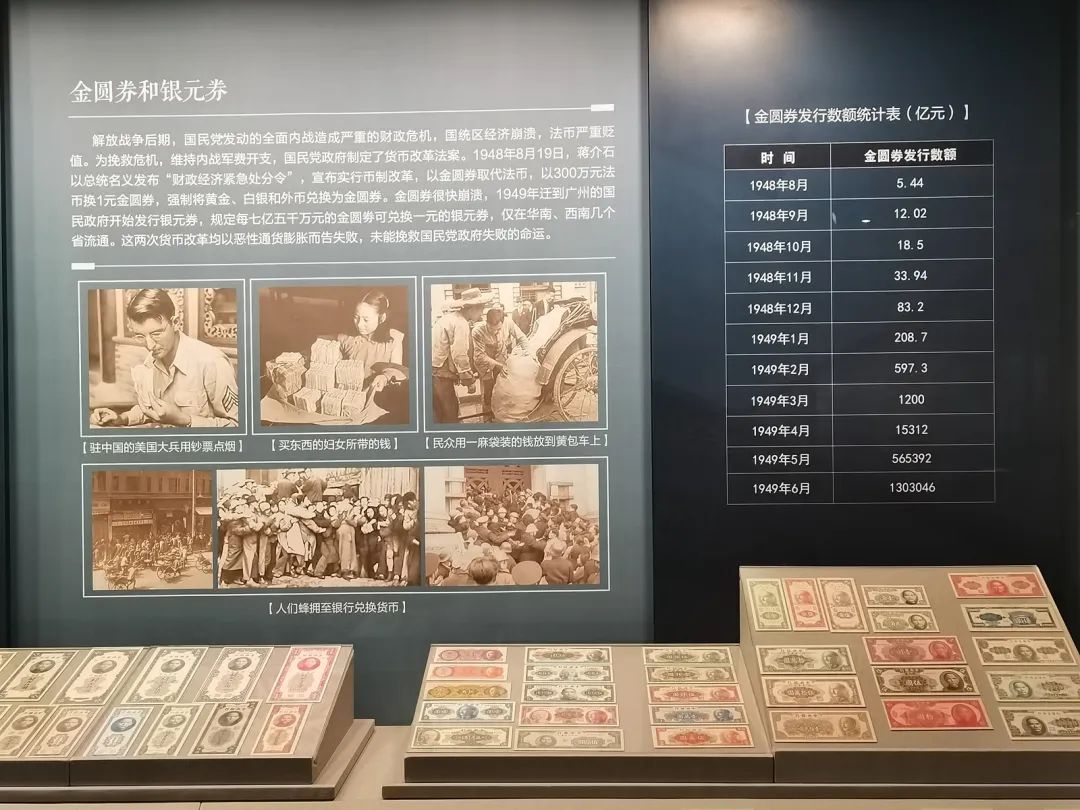 金圆券和银元券
解放战争后期，国民党发动的全面内战造成严重的财政危机，国统区经济崩溃，法币严重贬
值。为挽救危机，维持内战军费开支，国民党政府制定了货币改革法案。1948年8月19日，蒋介石
以总统名义发布“财政经济紧急处分令”，宣布实行币制改革，以金圆券取代法币，以300万元法
币换1元金圆券，强制将黄金、白银和外币兑换为金圆券。金圆券很快崩溃，1949年迁到广州的国
民政府开始发行银元券，规定每七亿五千万元的金圆劵可兑换一元的银元券，仅在华南、西南几个
省流通。这两次货币改革均以恶性通货膨胀而告失败，未能挽救国民党政府失败的命运。
【驻中国的美国大兵用钞票点烟】
【买东西的妇女所带的钱】
【民众用一麻袋装的钱放到黄包车上】
【人们蜂拥至银行兑换货币】
【金圆券发行数额统计表（亿元）】
时 间 金圆券发行数额
1948年8月 5.44
1948年9月 12.02
1948年10月 18.5
1948年11月 33.94
1948年12月 83.2
1949年1月 208.7
1949年2月 597.3
1949年3月 1200
1949年4月 15312
1949年5月 565392
1949年6月 1303046